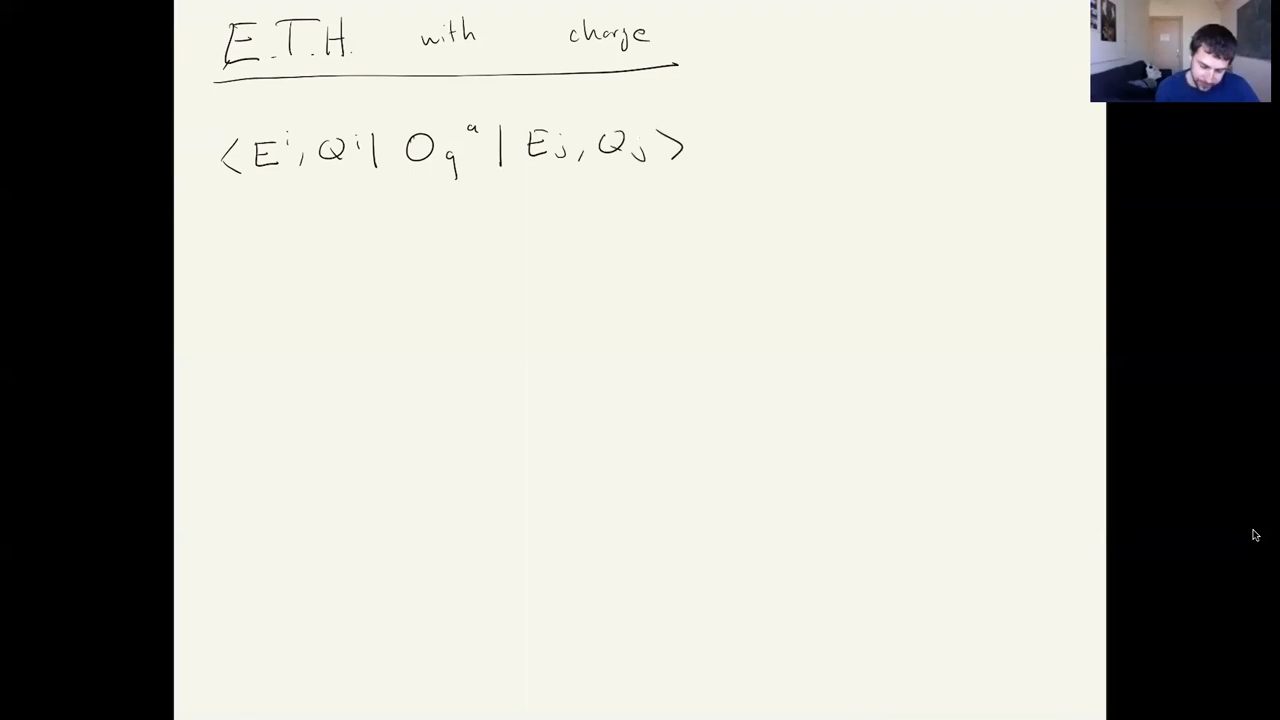 E.T.H. with charge
<E^i, Q^i| O_q^a | E_j, Q_j>